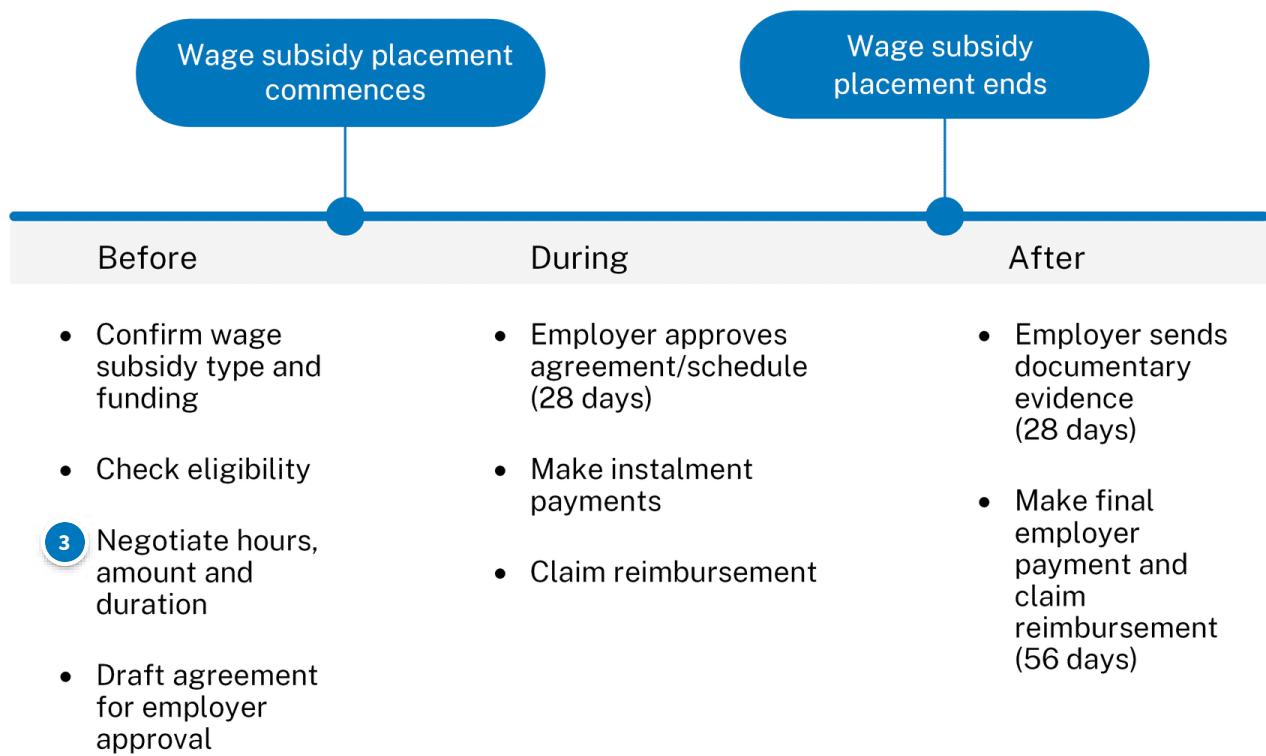 Wage subsidy placement
commences
Wage subsidy
placement ends
Before
During
After
• Confirm wage
subsidy type and
funding
• Check eligibility
3 Negotiate hours,
amount and
duration
• Draft agreement
for employer
approval
• Employer approves
agreement/schedule
(28 days)
• Make instalment
payments
• Claim reimbursement
• Employer sends
documentary
evidence
(28 days)
• Make final
employer
payment and
claim
reimbursement
(56 days)